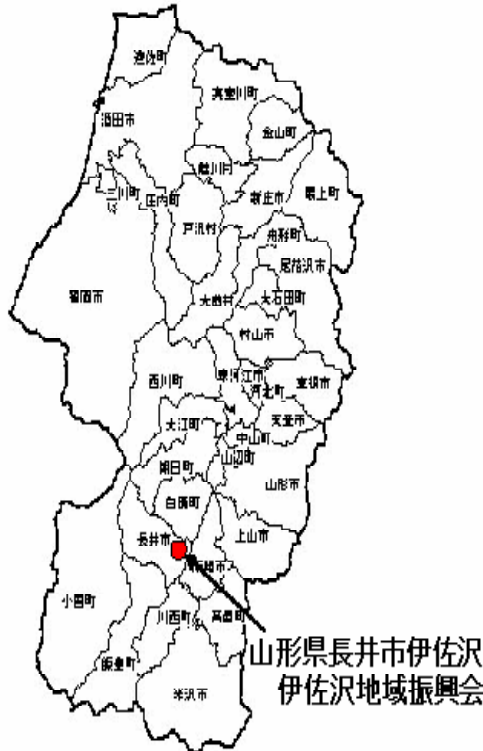 遊佐町
真室川町
金山町
酒田市
鮭川村
三川町
庄内町
新庄市
最上町
戸沢村
舟形町
尾花沢市
鶴岡市
大蔵村
大石田町
村山市
西川町
寒河江市
河北町
東根市
大江町
天童市
中山町
山辺町
朝日町
山形市
白鷹町
長井市
上山市
南陽市
小国町
川西町
高畠町
飯豊町
米沢市
山形県長井市伊佐沢
伊佐沢地域振興会